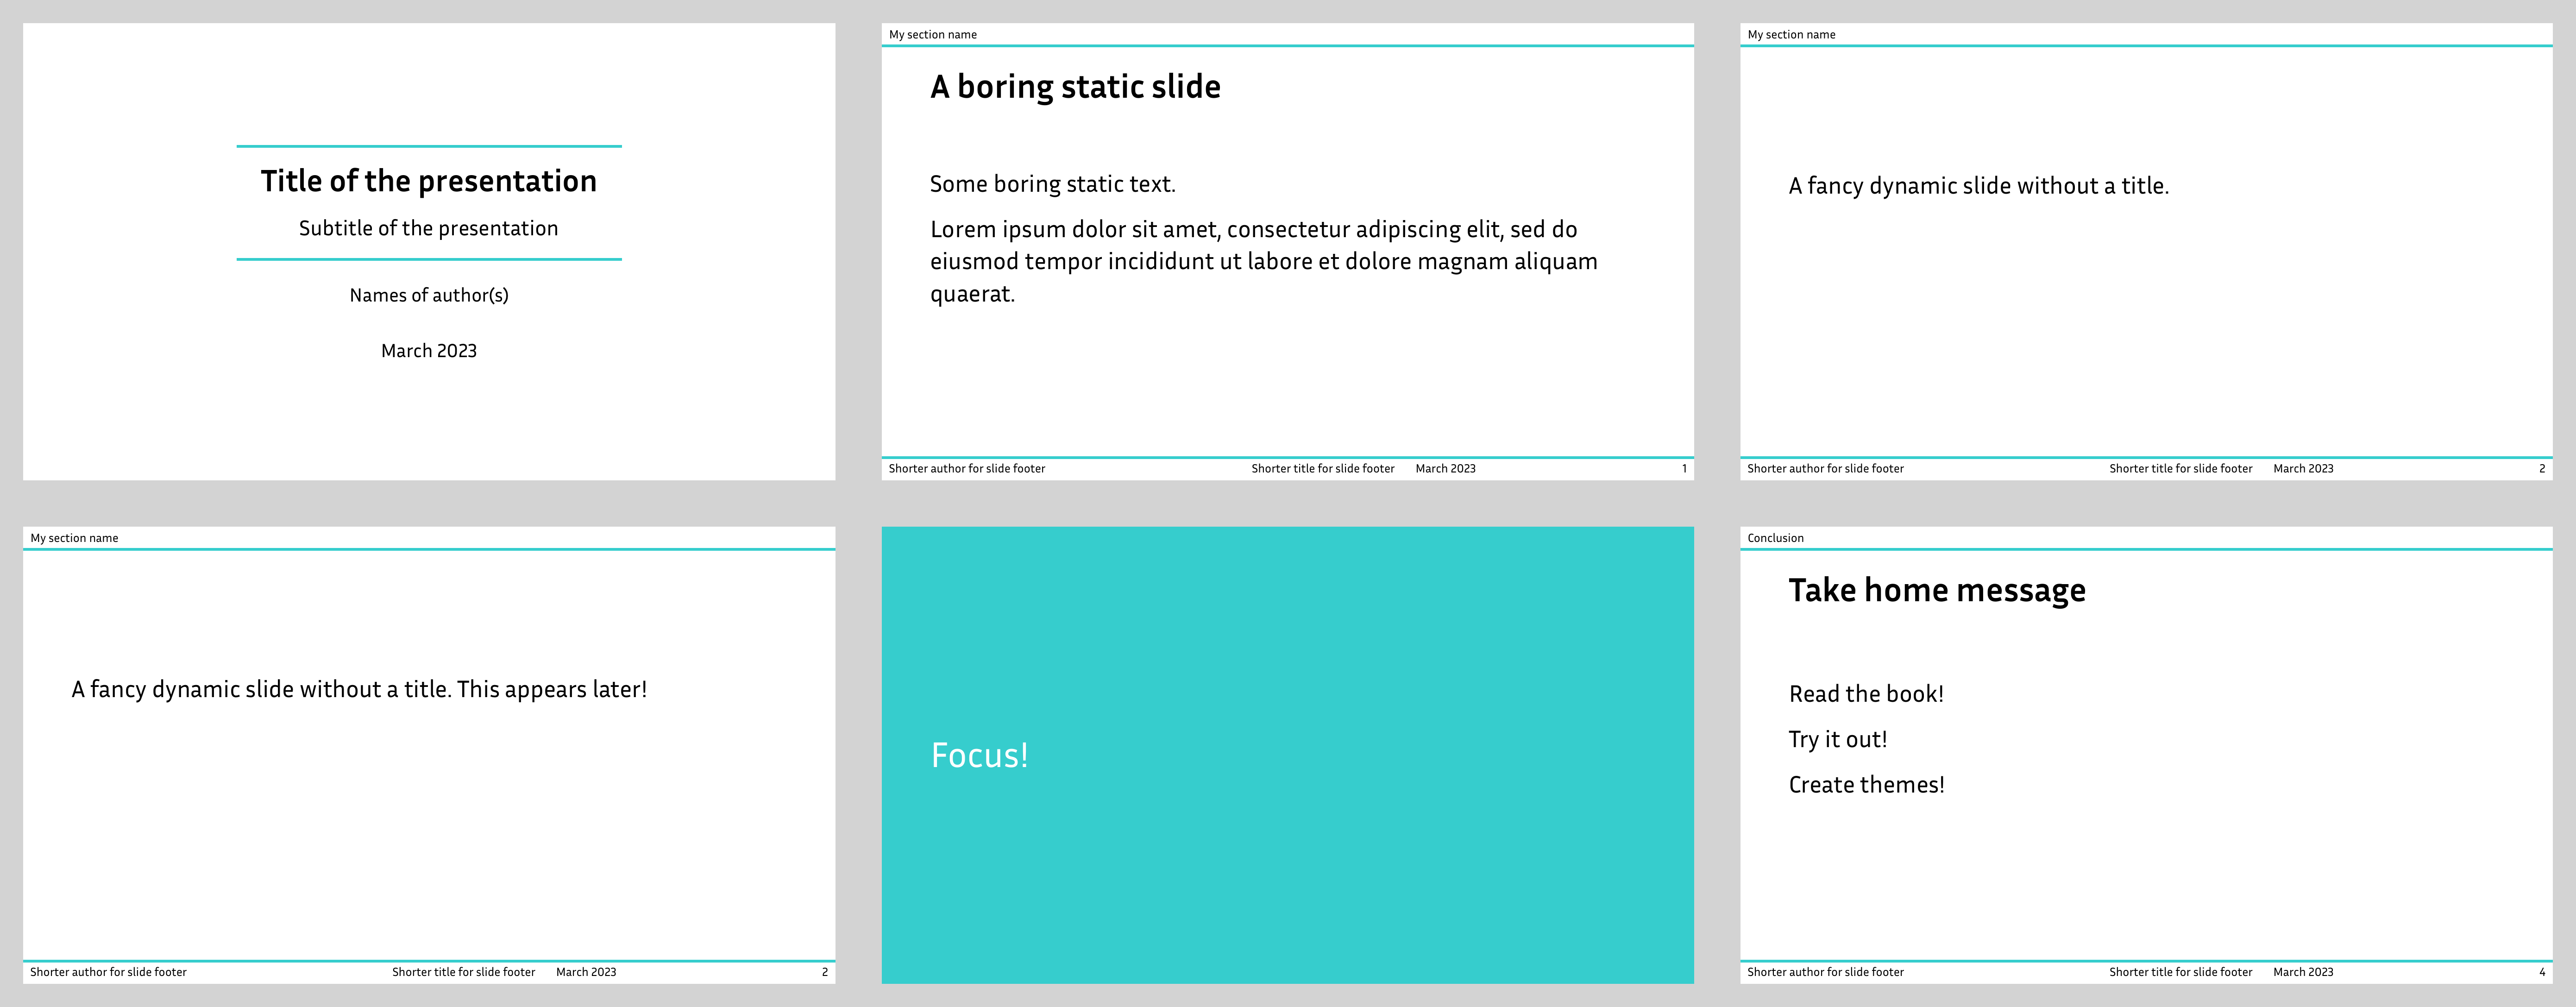 Title of the presentation
Subtitle of the presentation
Names of author(s)
March 2023
My section name
A boring static slide
Some boring static text.
Lorem ipsum dolor sit amet, consectetur adipiscing elit, sed do
eiusmod tempor incididunt ut labore et dolore magnam aliquam
quaerat.
Shorter author for slide footer Shorter title for slide footer March 2023 1
My section name
A fancy dynamic slide without a title.
Shorter author for slide footer Shorter title for slide footer March 2023 2
My section name
A fancy dynamic slide without a title. This appears later!
Shorter author for slide footer Shorter title for slide footer March 2023 2
Focus!
Conclusion
Take home message
Read the book!
Try it out!
Create themes!
Shorter author for slide footer Shorter title for slide footer March 2023 4